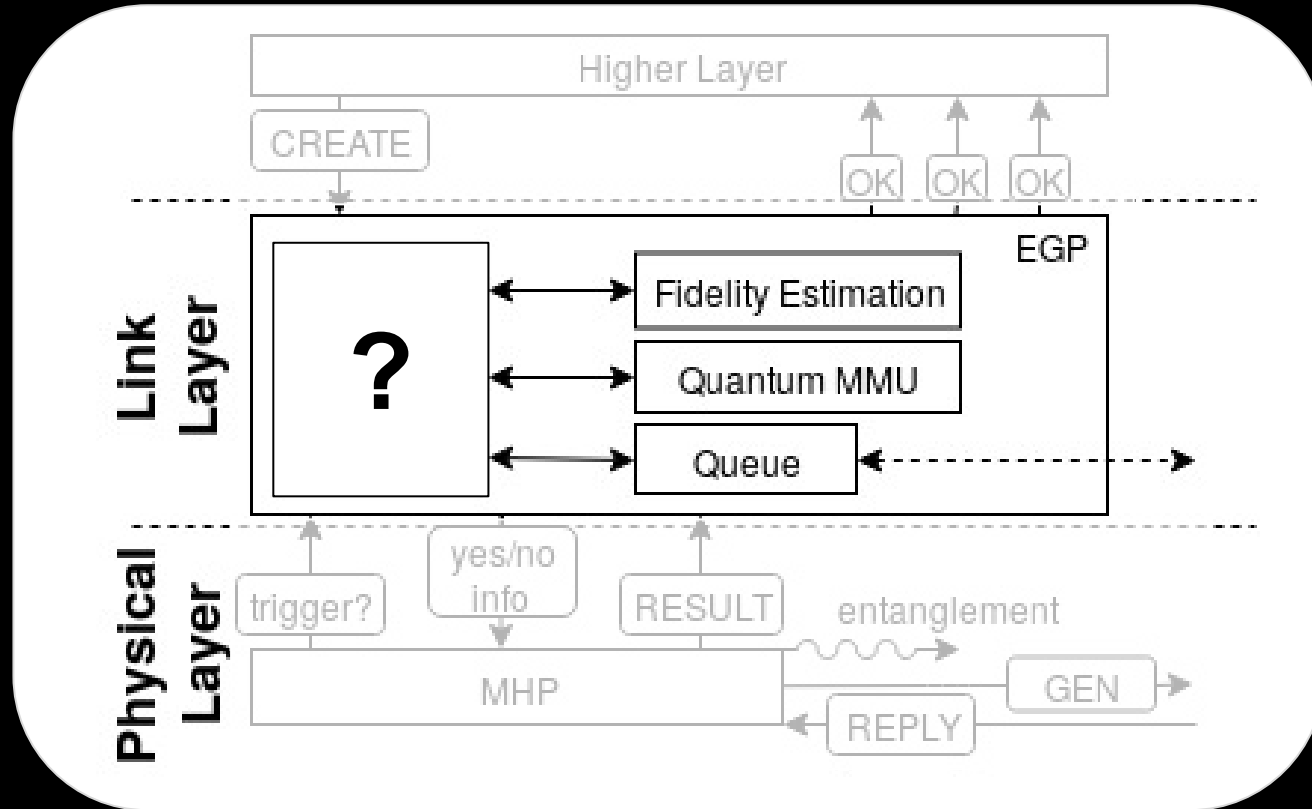 Higher Layer
CREATE
OK
OK
OK
Link
Layer
EGP
?
Fidelity Estimation
Quantum MMU
Queue
Physical
Layer
trigger?
yes/no
info
RESULT
entanglement
MHP
GEN
REPLY